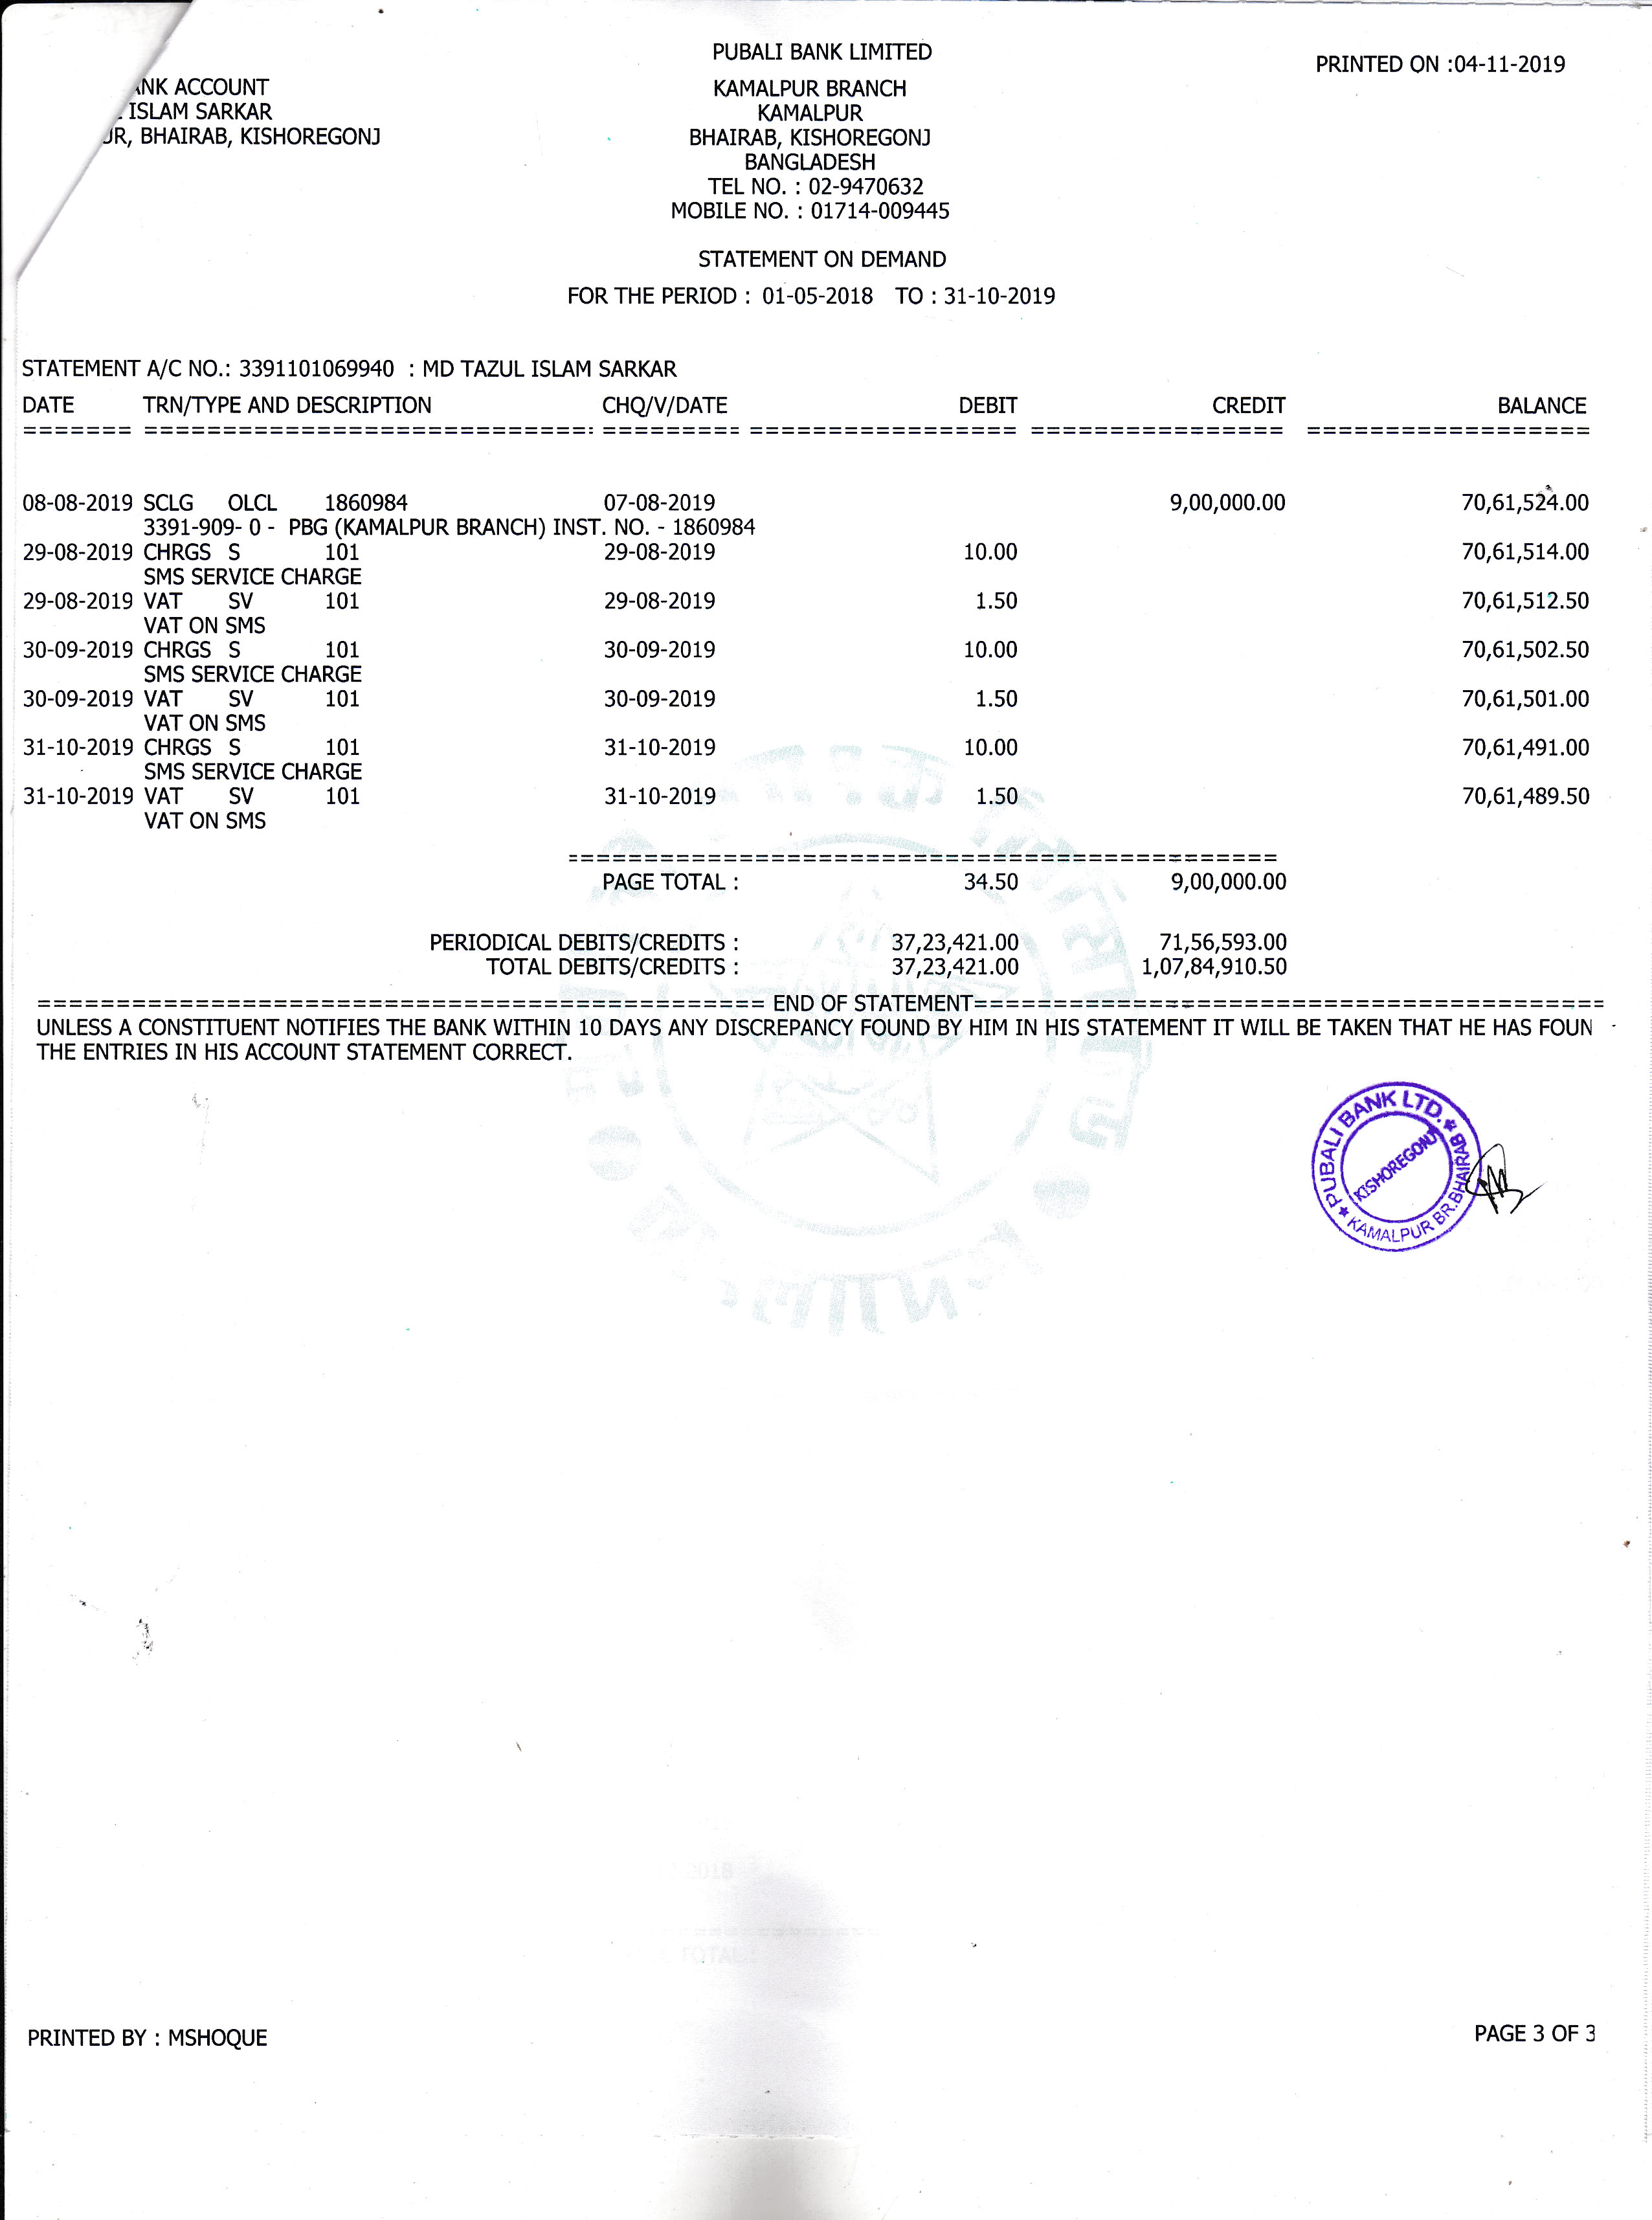 PUBALI BANK LIMITED
PRINTED ON :04-11-2019
ANK ACCOUNT
ISLAM SARKAR
UR, BHAIRAB, KISHOREGONJ
KAMALPUR BRANCH
KAMALPUR
BHAIRAB, KISHOREGONJ
BANGLADESH
TEL NO. : 02-9470632
MOBILE NO. : 01714-009445
STATEMENT ON DEMAND
FOR THE PERIOD : 01-05-2018 TO : 31-10-2019
STATEMENT A/C NO.: 3391101069940 : MD TAZUL ISLAM SARKAR
DATE TRN/TYPE AND DESCRIPTION CHQ/V/DATE DEBIT CREDIT BALANCE
08-08-2019 SCLG OLCL 1860984 07-08-2019 9,00,000.00 70,61,524.00
3391-909- 0 - PBG (KAMALPUR BRANCH) INST. NO. - 1860984
29-08-2019 CHRGS S 101 29-08-2019 10.00 70,61,514.00
SMS SERVICE CHARGE
29-08-2019 VAT SV 101 29-08-2019 1.50 70,61,512.50
VAT ON SMS
30-09-2019 CHRGS S 101 30-09-2019 10.00 70,61,502.50
SMS SERVICE CHARGE
30-09-2019 VAT SV 101 30-09-2019 1.50 70,61,501.00
VAT ON SMS
31-10-2019 CHRGS S 101 31-10-2019 10.00 70,61,491.00
SMS SERVICE CHARGE
31-10-2019 VAT SV 101 31-10-2019 1.50 70,61,489.50
VAT ON SMS
PAGE TOTAL : 34.50 9,00,000.00
PERIODICAL DEBITS/CREDITS : 37,23,421.00 71,56,593.00
TOTAL DEBITS/CREDITS : 37,23,421.00 1,07,84,910.50
END OF STATEMENT
UNLESS A CONSTITUENT NOTIFIES THE BANK WITHIN 10 DAYS ANY DISCREPANCY FOUND BY HIM IN HIS STATEMENT IT WILL BE TAKEN THAT HE HAS FOUN
THE ENTRIES IN HIS ACCOUNT STATEMENT CORRECT.
PUBALI BANK LTD.
KISHOREGONJ
KAMALPUR BR.BHAIRAB
2018
TOTAL
PRINTED BY : MSHOQUE
PAGE 3 OF 3